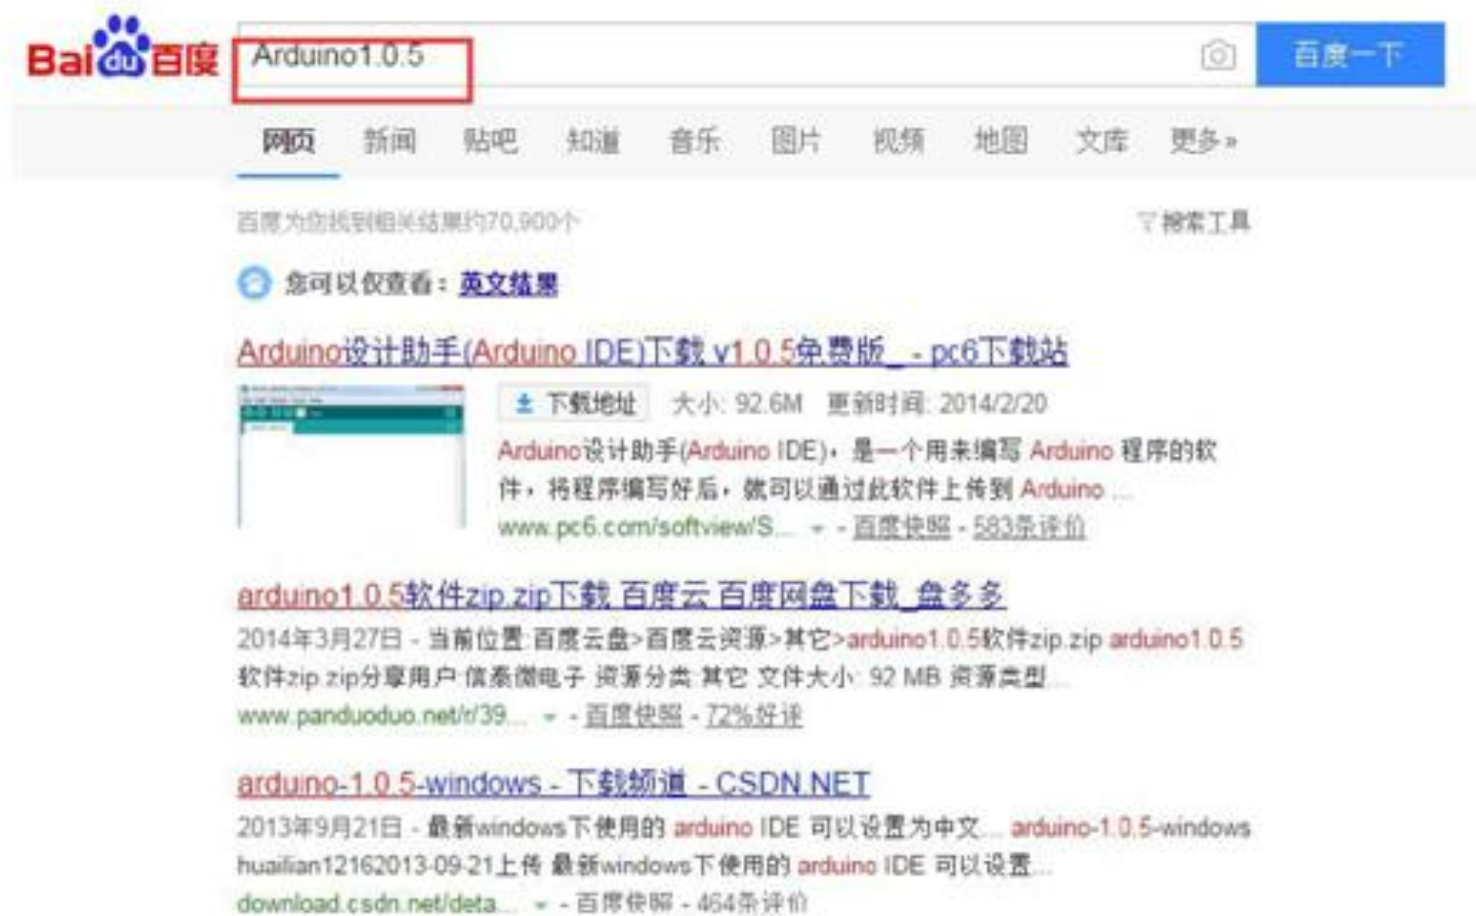 Bai du 百度 Arduino1.0.5 百度一下
网页 新闻 贴吧 知道 音乐 图片 视频 地图 文库 更多»
百度为您找到相关结果约70,900个 搜索工具
您可以仅查看：英文结果
Arduino设计助手(Arduino IDE)下载 v1.0.5免费版_ - pc6下载站
下载地址 大小: 92.6M 更新时间: 2014/2/20
Arduino设计助手(Arduino IDE)，是一个用来编写 Arduino 程序的软
件，将程序编写好后，就可以通过此软件上传到 Arduino ...
www.pc6.com/softview/S... - 百度快照 - 583条评价
arduino1.0.5软件zip.zip下载 百度云 百度网盘下载_盘多多
2014年3月27日 - 当前位置:百度云盘>百度云资源>其它>arduino1.0.5软件zip.zip arduino1.0.5
软件zip.zip分享用户:信泰微电子 资源分类:其它 文件大小: 92 MB 资源类型...
www.panduoduo.net/r/39... - 百度快照 - 72%好评
arduino-1.0.5-windows - 下载频道 - CSDN.NET
2013年9月21日 - 最新windows下使用的 arduino IDE 可以设置为中文... arduino-1.0.5-windows
huailian12162013-09-21上传 最新windows下使用的 arduino IDE 可以设置...
download.csdn.net/deta... - 百度快照 - 464条评价